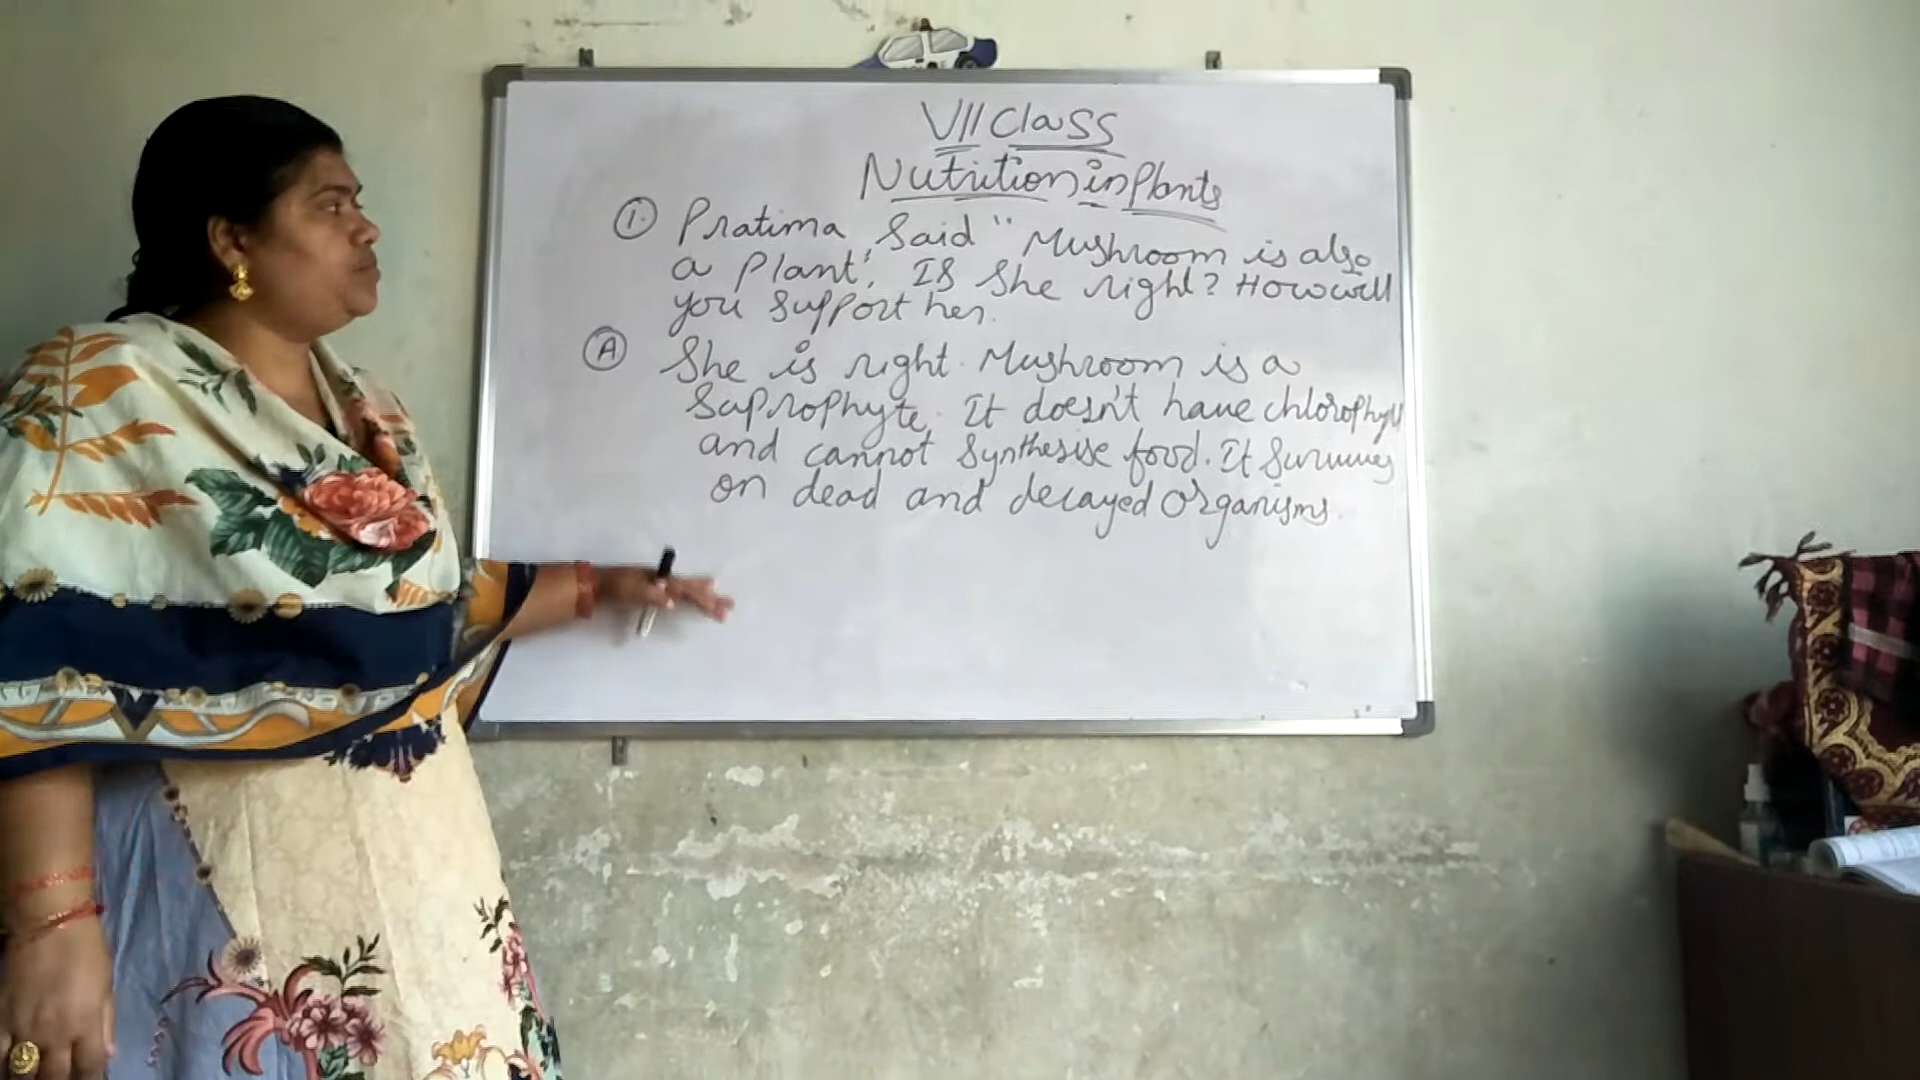 VII Class
Nutrition in Plants
1. Pratima said "Mushroom is also
a plant'. Is she right? How will
you support her.
A She is right. Mushroom is a
Saprophyte. It doesn't have chlorophyll
and cannot synthesise food. It survives
on dead and decayed organisms.